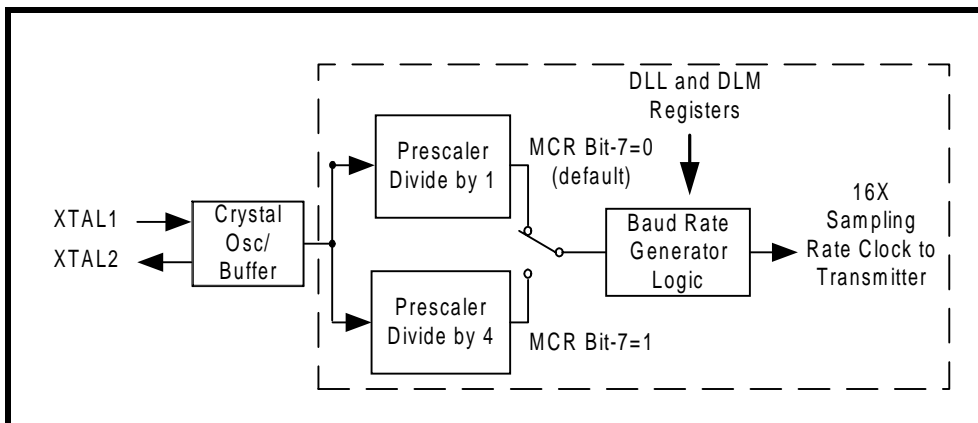 DLL and DLM
Registers
Prescaler
Divide by 1
MCR Bit-7=0
(default)
XTAL1
XTAL2
Crystal
Osc/
Buffer
Baud Rate
Generator
Logic
16X
Sampling
Rate Clock to
Transmitter
Prescaler
Divide by 4
MCR Bit-7=1